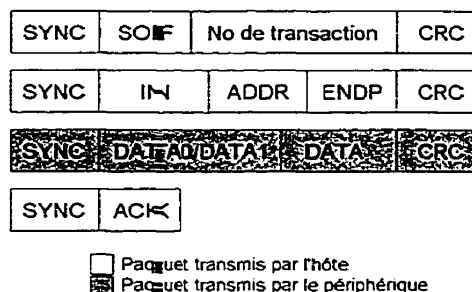 SYNC SOF No de transaction CRC
SYNC IN ADDR ENDP CRC
SYNC DATA0/DATA1 DATA CRC
SYNC ACK
Paquet transmis par l'hôte
Paquet transmis par le périphérique